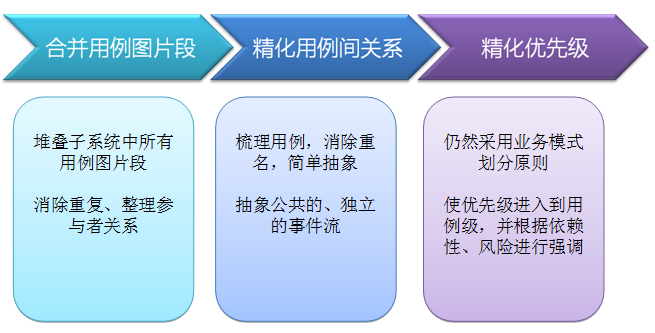 合并用例图片段
精化用例间关系
精化优先级
堆叠子系统中所有
用例图片段
消除重复、整理参
与者关系
梳理用例，消除重
名，简单抽象
抽象公共的、独立
的事件流
仍然采用业务模式
划分原则
使优先级进入到用
例级，并根据依赖
性、风险进行强调